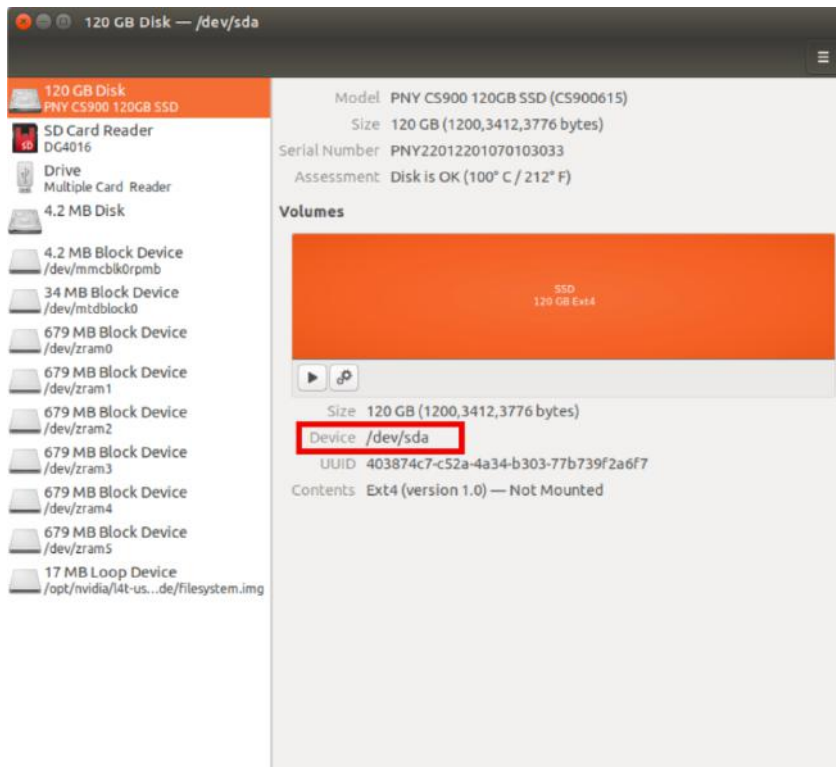 120 GB Disk — /dev/sda
120 GB Disk
PNY CS900 120GB SSD
SD Card Reader
DG4016
Drive
Multiple Card Reader
4.2 MB Disk
4.2 MB Block Device
/dev/mmcblk0rpmb
34 MB Block Device
/dev/mtdblock0
679 MB Block Device
/dev/zram0
679 MB Block Device
/dev/zram1
679 MB Block Device
/dev/zram2
679 MB Block Device
/dev/zram3
679 MB Block Device
/dev/zram4
679 MB Block Device
/dev/zram5
17 MB Loop Device
/opt/nvidia/l4t-us...de/filesystem.img
Model PNY CS900 120GB SSD (CS900615)
Size 120 GB (1200,3412,3776 bytes)
Serial Number PNY22012201070103033
Assessment Disk is OK (100° C / 212° F)
Volumes
SSD
120 GB Ext4
Size 120 GB (1200,3412,3776 bytes)
Device /dev/sda
UUID 403874c7-c52a-4a34-b303-77b739f2a6f7
Contents Ext4 (version 1.0) — Not Mounted